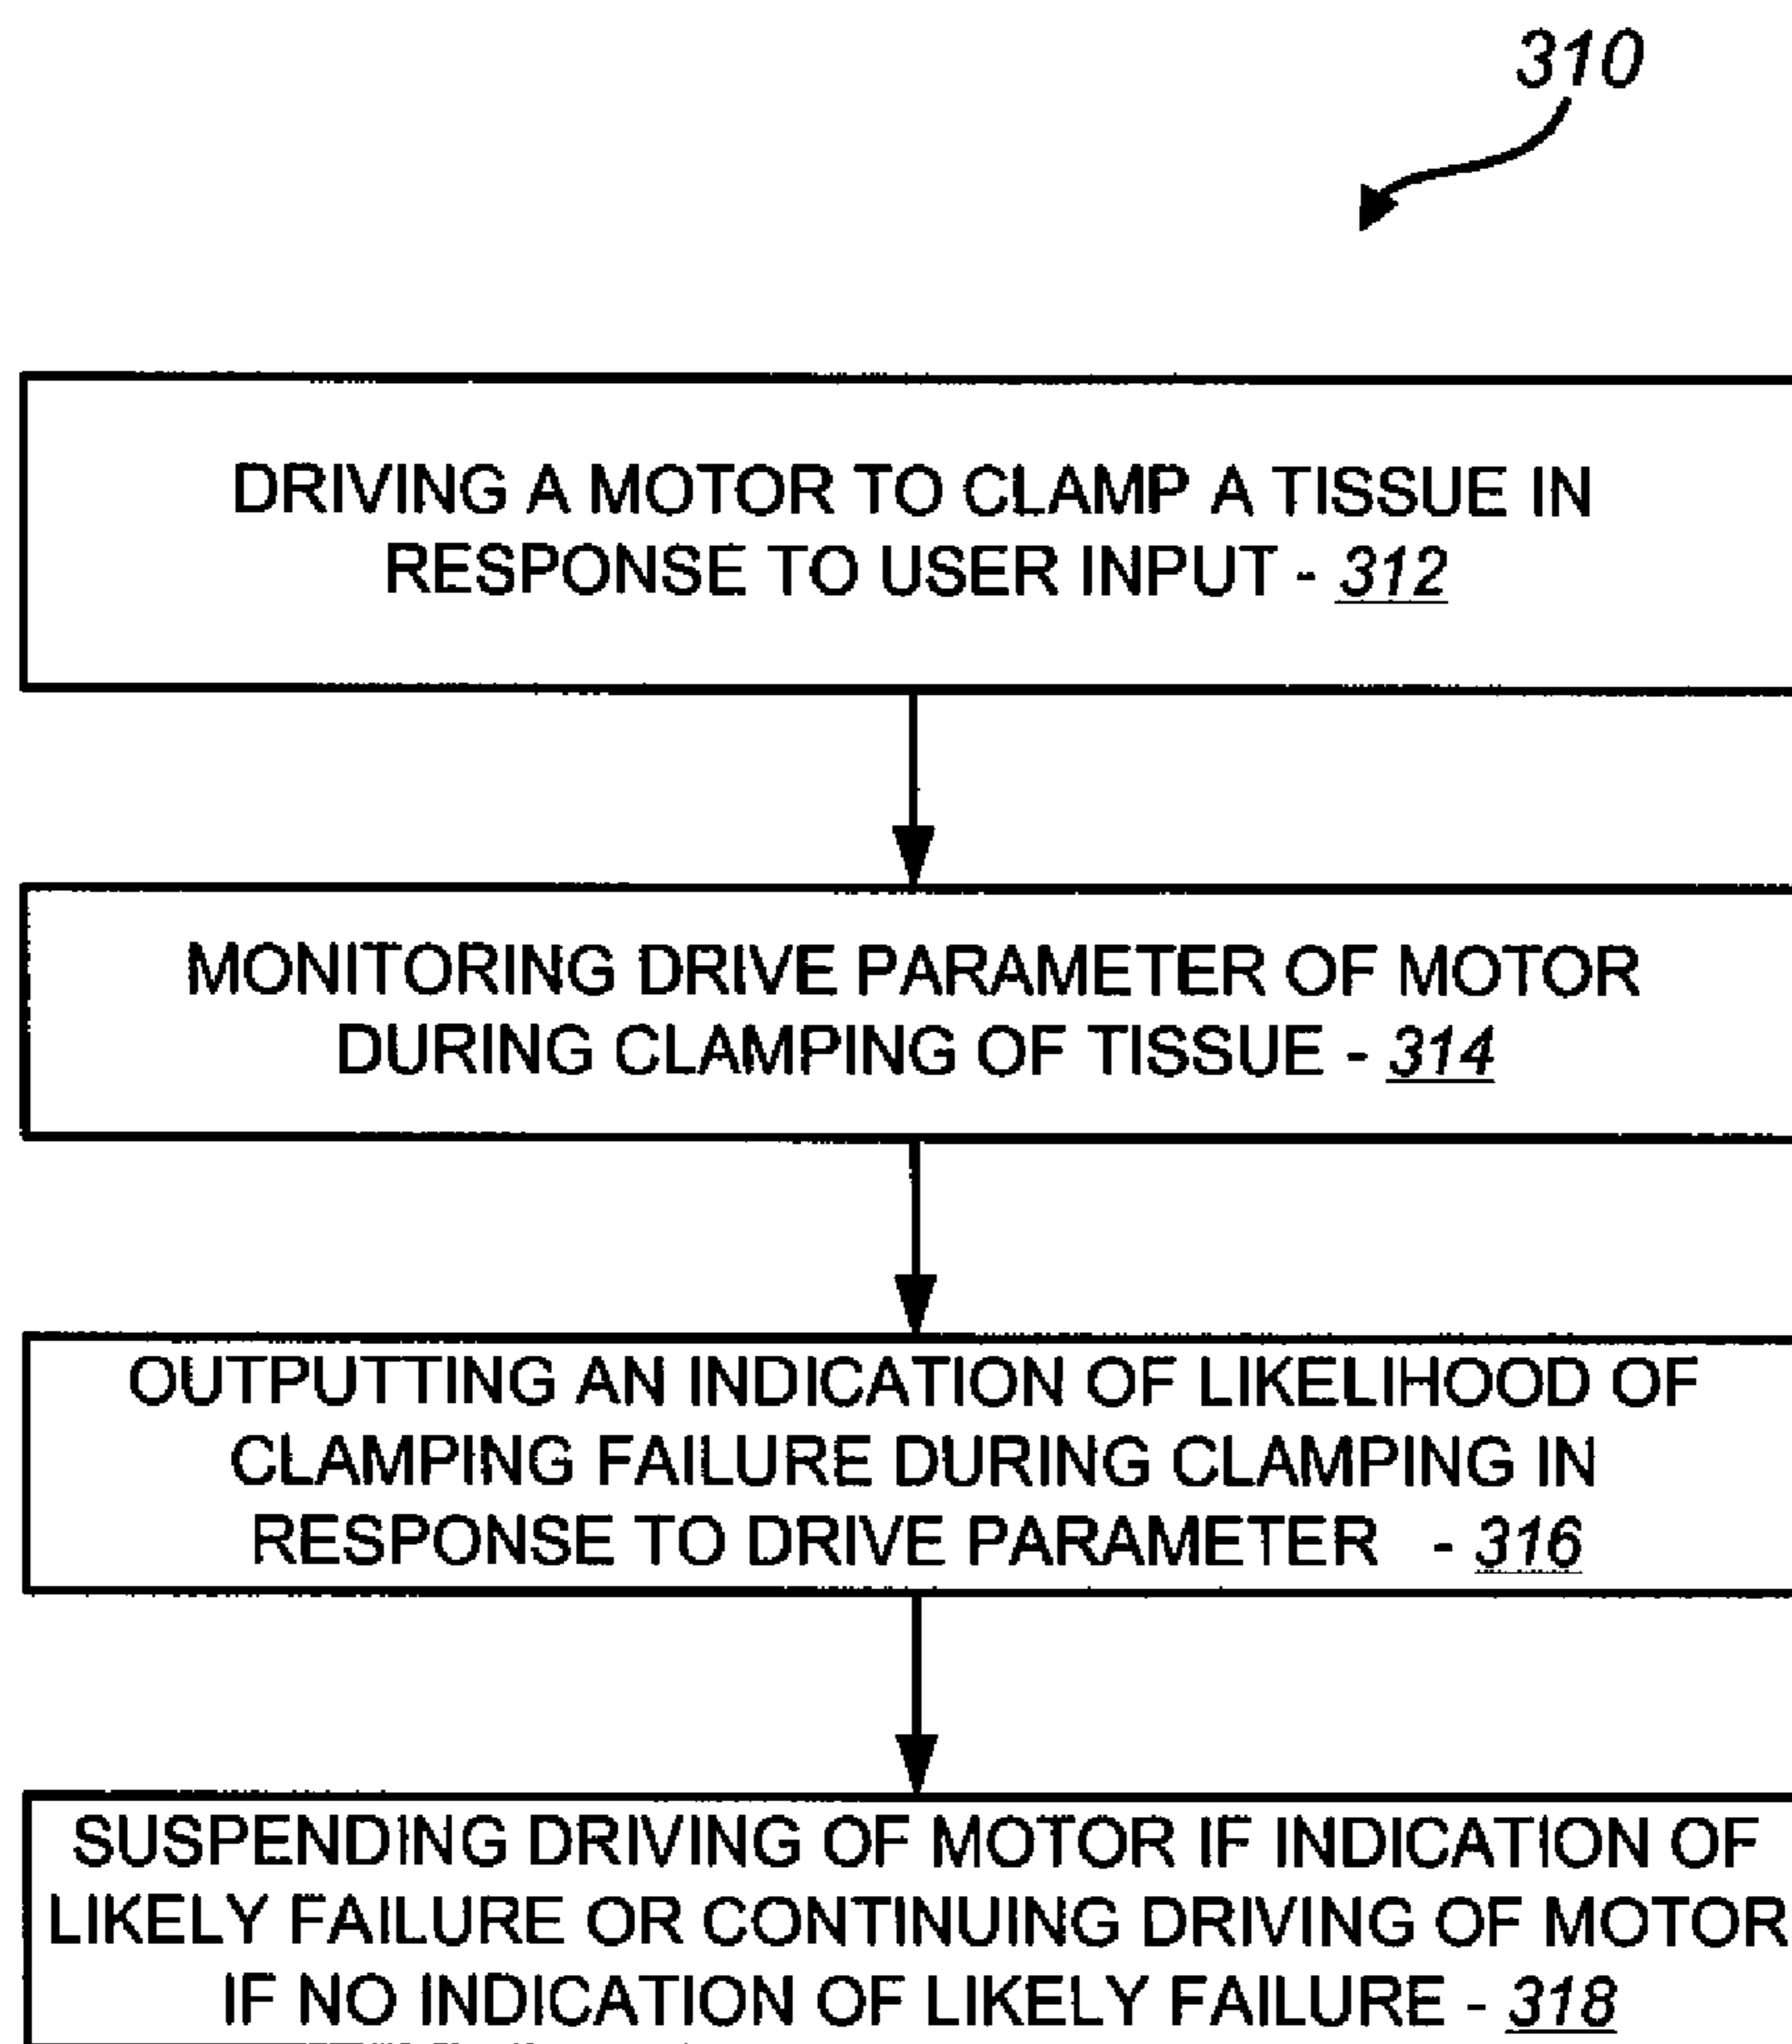 310
DRIVING A MOTOR TO CLAMP A TISSUE IN
RESPONSE TO USER INPUT - 312
MONITORING DRIVE PARAMETER OF MOTOR
DURING CLAMPING OF TISSUE - 314
OUTPUTTING AN INDICATION OF LIKELIHOOD OF
CLAMPING FAILURE DURING CLAMPING IN
RESPONSE TO DRIVE PARAMETER - 316
SUSPENDING DRIVING OF MOTOR IF INDICATION OF
LIKELY FAILURE OR CONTINUING DRIVING OF MOTOR
IF NO INDICATION OF LIKELY FAILURE - 318